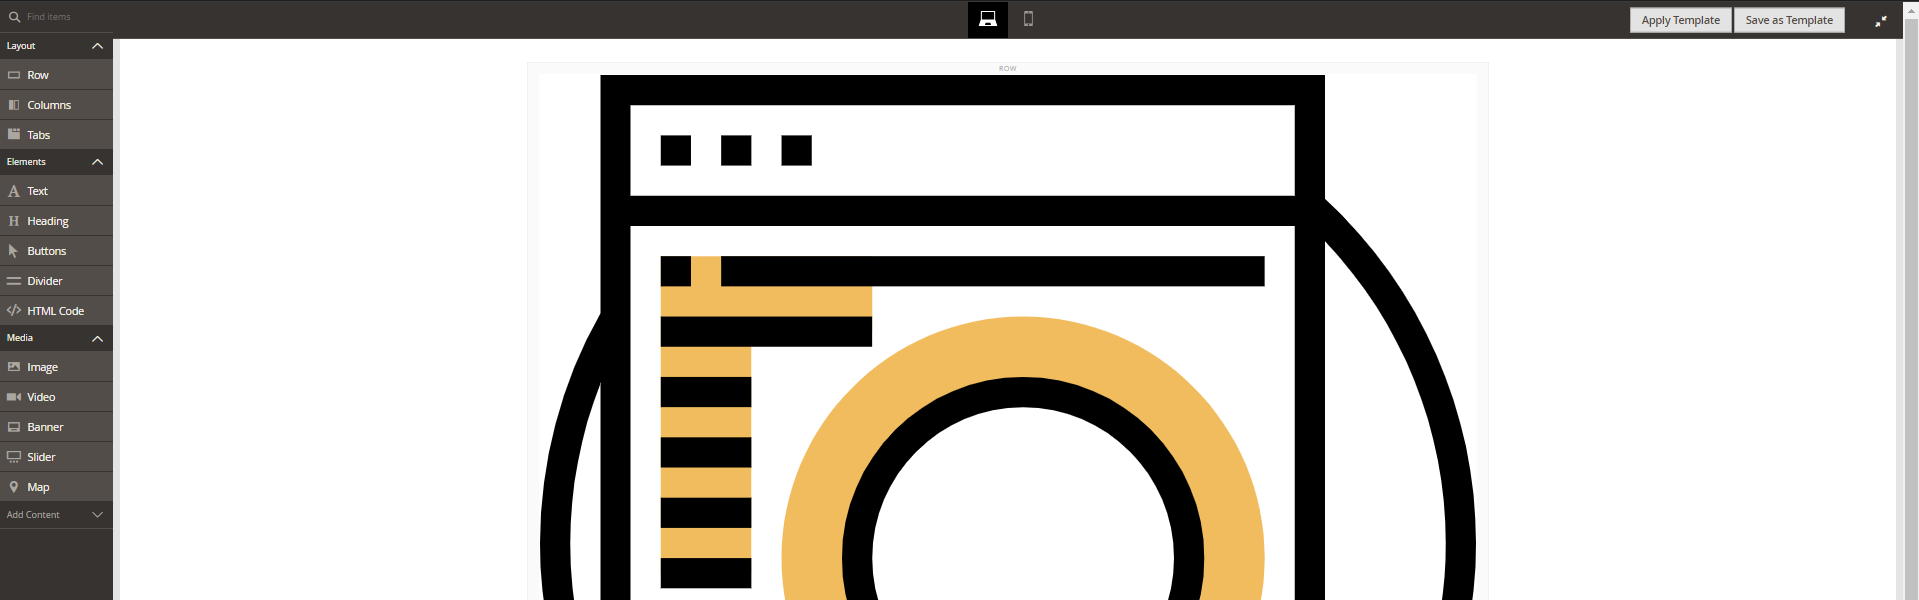 Find items
Apply Template
Save as Template
Layout
Row
Columns
Tabs
Elements
Text
Heading
Buttons
Divider
HTML Code
Media
Image
Video
Banner
Slider
Map
Add Content
ROW